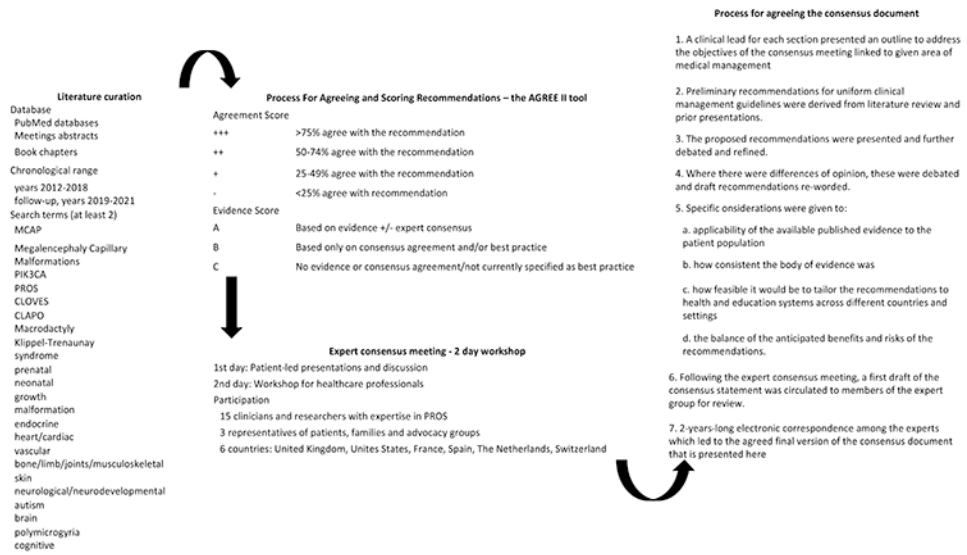 Literature curation
Database
PubMed databases
Meetings abstracts
Book chapters
Chronological range
years 2012-2018
follow-up, years 2019-2021
Search terms (at least 2)
MCAP
Megalencephaly Capillary
Malformations
PIK3CA
PROS
CLOVES
CLAPO
Macrodactyly
Klippel-Trenaunay
syndrome
prenatal
neonatal
growth
malformation
endocrine
heart/cardiac
vascular
bone/limb/joints/musculoskeletal
skin
neurological/neurodevelopmental
autism
brain
polymicrogyria
cognitive
Process For Agreeing and Scoring Recommendations – the AGREE II tool
Agreement Score
+++ >75% agree with the recommendation
++ 50-74% agree with the recommendation
+ 25-49% agree with the recommendation
- <25% agree with recommendation
Evidence Score
A Based on evidence +/- expert consensus
B Based only on consensus agreement and/or best practice
C No evidence or consensus agreement/not currently specified as best practice
Expert consensus meeting - 2 day workshop
1st day: Patient-led presentations and discussion
2nd day: Workshop for healthcare professionals
Participation
15 clinicians and researchers with expertise in PROS
3 representatives of patients, families and advocacy groups
6 countries: United Kingdom, Unites States, France, Spain, The Netherlands, Switzerland
Process for agreeing the consensus document
1. A clinical lead for each section presented an outline to address
the objectives of the consensus meeting linked to given area of
medical management
2. Preliminary recommendations for uniform clinical
management guidelines were derived from literature review and
prior presentations.
3. The proposed recommendations were presented and further
debated and refined.
4. Where there were differences of opinion, these were debated
and draft recommendations re-worded.
5. Specific onsiderations were given to:
a. applicability of the available published evidence to the
patient population
b. how consistent the body of evidence was
c. how feasible it would be to tailor the recommendations to
health and education systems across different countries and
settings
d. the balance of the anticipated benefits and risks of the
recommendations.
6. Following the expert consensus meeting, a first draft of the
consensus statement was circulated to members of the expert
group for review.
7. 2-years-long electronic correspondence among the experts
which led to the agreed final version of the consensus document
that is presented here